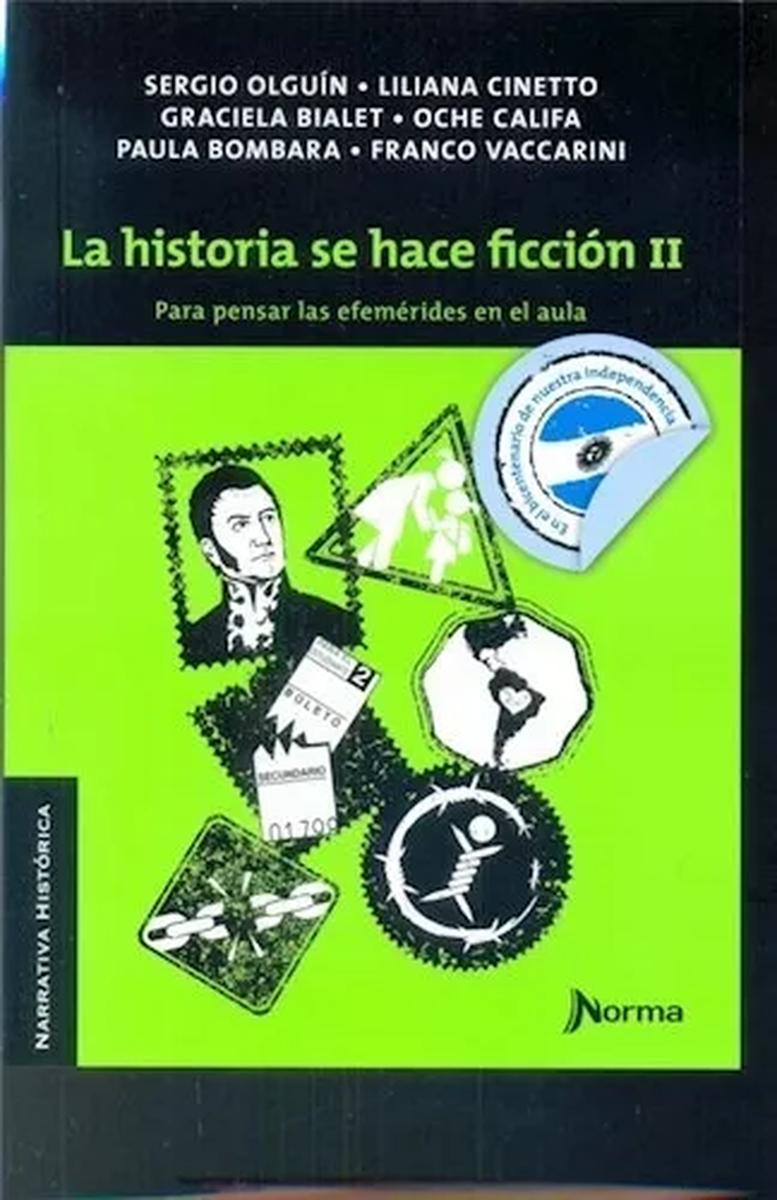 SERGIO OLGUÍN • LILIANA CINETTO
GRACIELA BIALET • OCHE CALIFA
PAULA BOMBARA • FRANCO VACCARINI
La historia se hace ficción II
Para pensar las efemérides en el aula
En el bicentenario de nuestra independencia
2
BOLETO
SECUNDARIO
01799
NARRATIVA HISTÓRICA
Norma